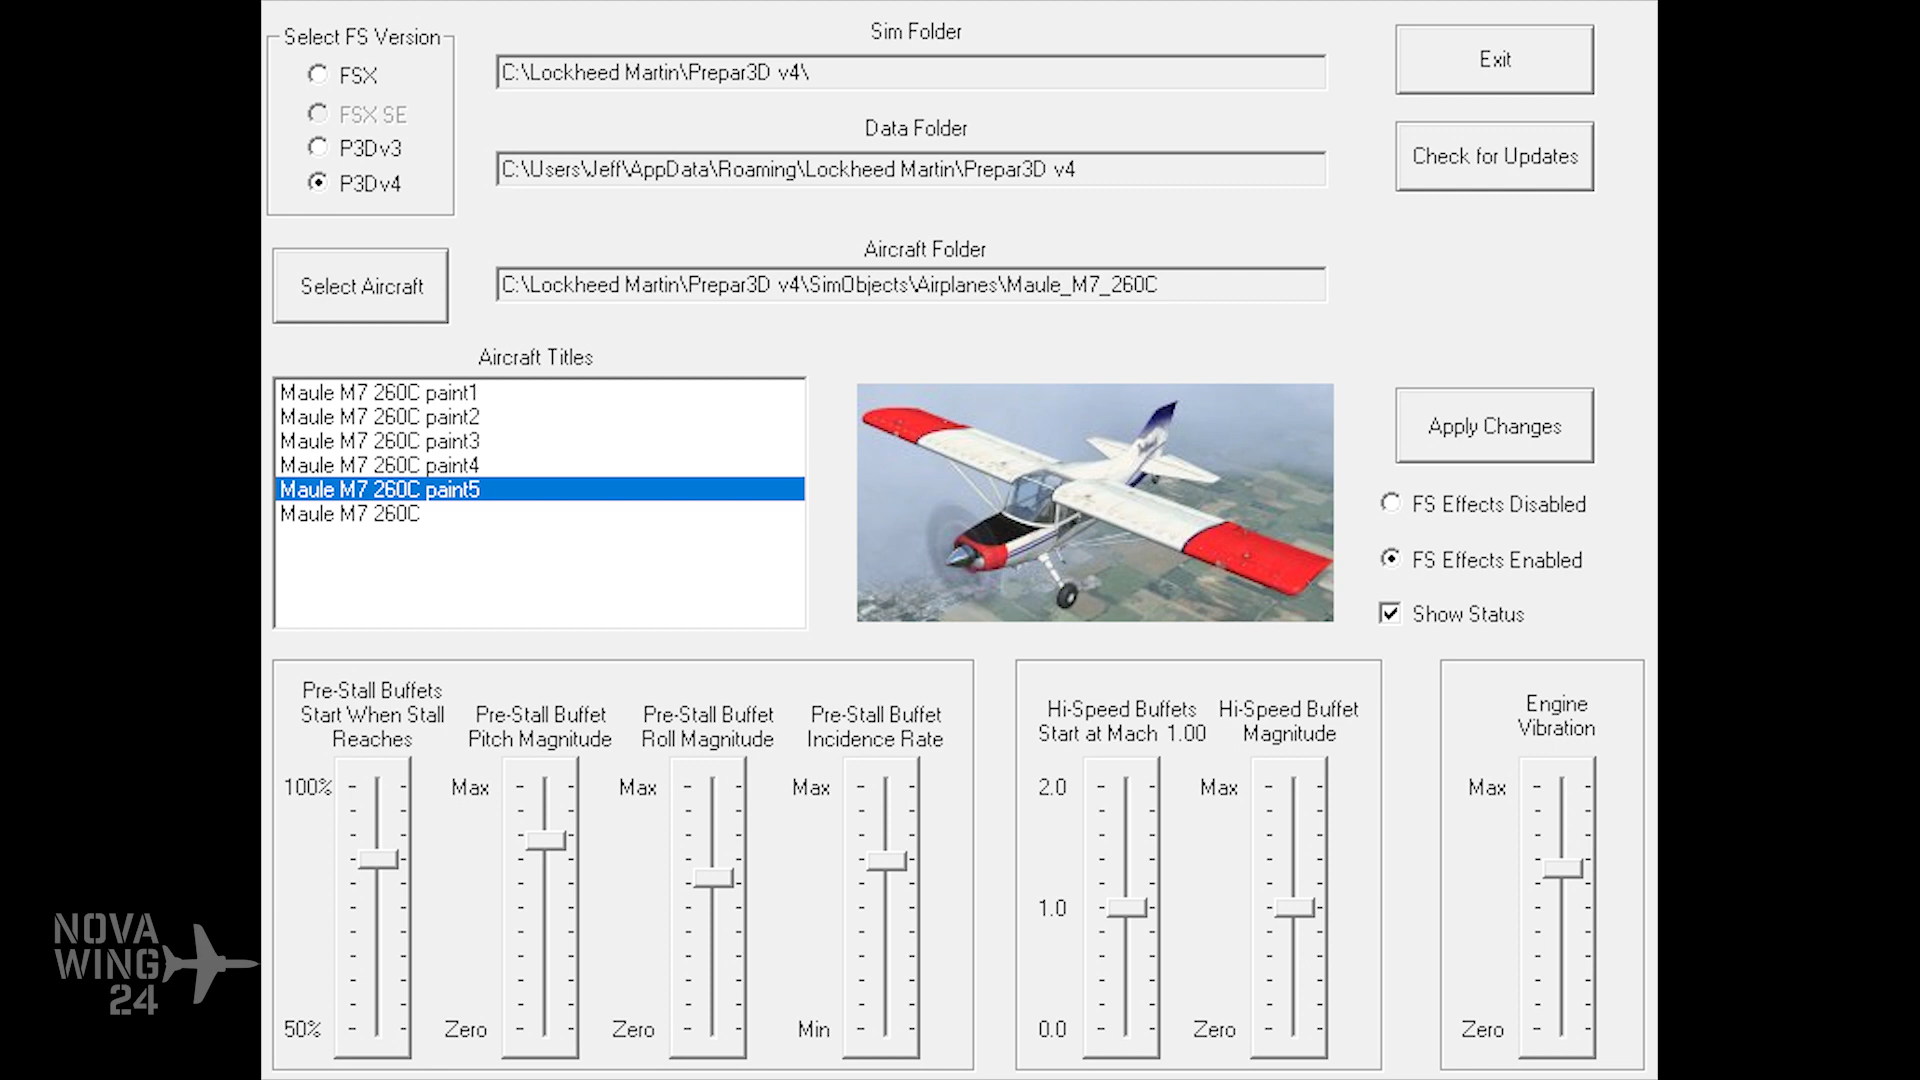 Select FS Version
FSX
FSX SE
P3Dv3
P3Dv4
Sim Folder
C:\Lockheed Martin\Prepar3D v4\
Data Folder
C:\Users\Jeff\AppData\Roaming\Lockheed Martin\Prepar3D v4
Exit
Check for Updates
Select Aircraft
Aircraft Folder
C:\Lockheed Martin\Prepar3D v4\SimObjects\Airplanes\Maule_M7_260C
Aircraft Titles
Maule M7 260C paint1
Maule M7 260C paint2
Maule M7 260C paint3
Maule M7 260C paint4
Maule M7 260C paint5
Maule M7 260C
Apply Changes
FS Effects Disabled
FS Effects Enabled
Show Status
Pre-Stall Buffets
Start When Stall
Reaches
100%
50%
Pre-Stall Buffet
Pitch Magnitude
Max
Zero
Pre-Stall Buffet
Roll Magnitude
Max
Zero
Pre-Stall Buffet
Incidence Rate
Max
Min
Hi-Speed Buffets
Start at Mach 1.00
2.0
1.0
0.0
Hi-Speed Buffet
Magnitude
Max
Zero
Engine
Vibration
Max
Zero
NOVA
WING
24